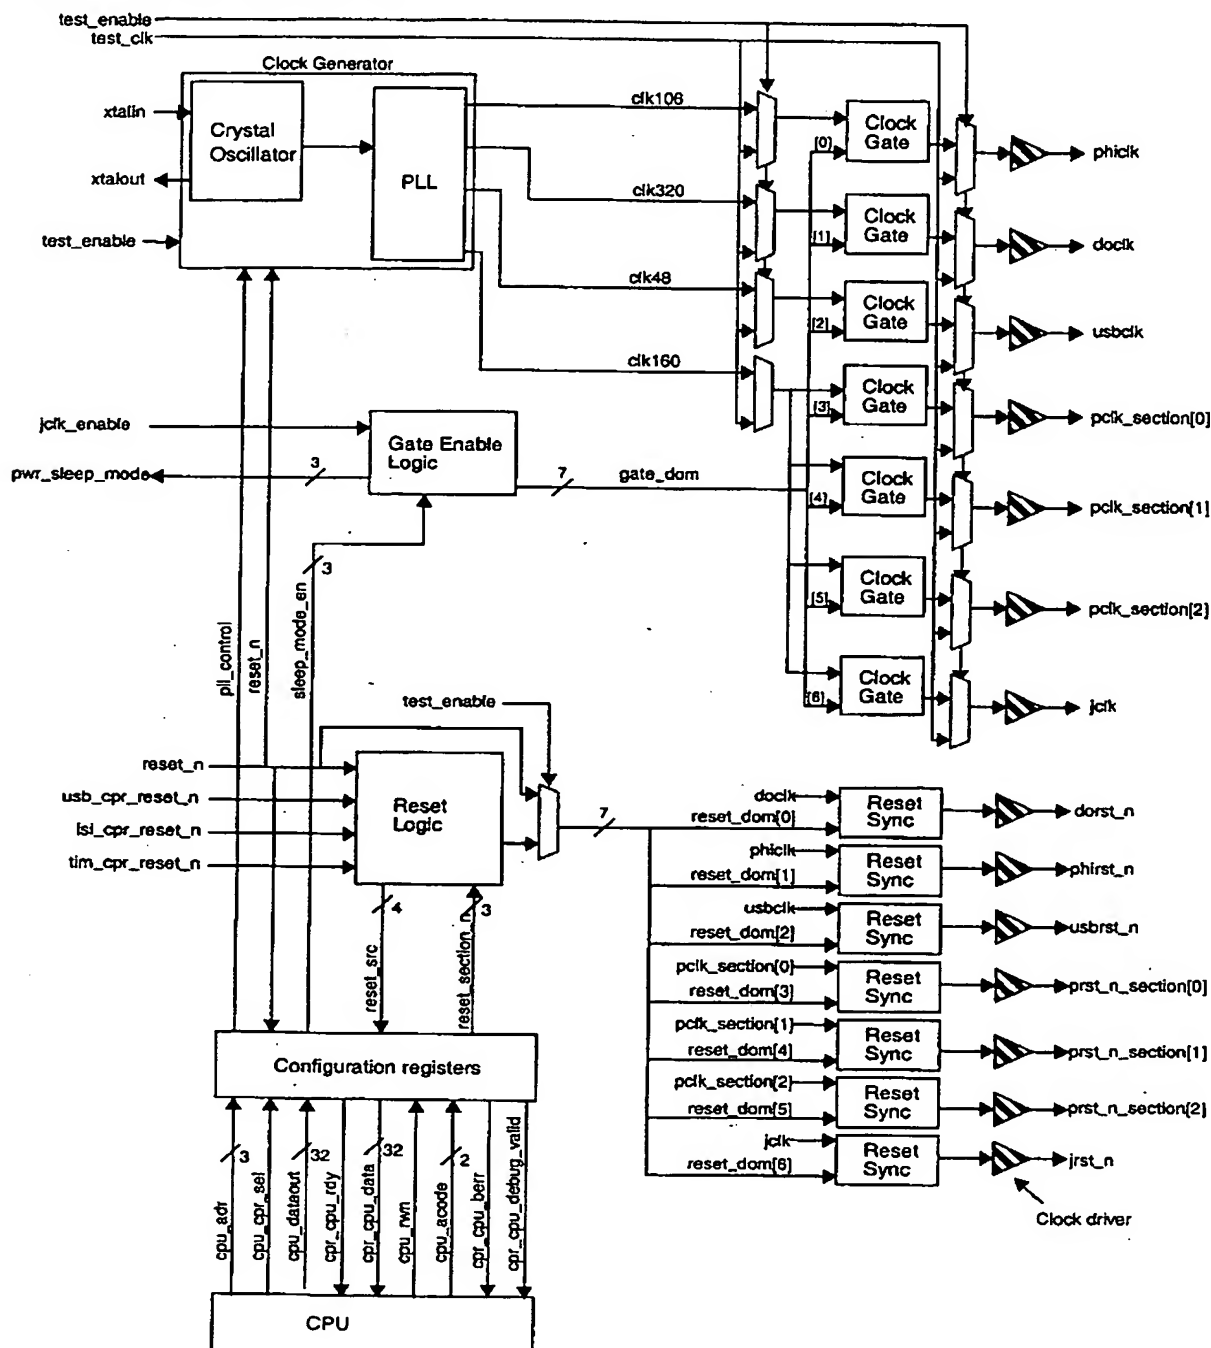 test_enable
test_clk
Clock Generator
xtalin
Crystal
Oscillator
xtalout
PLL
test_enable
clk106
clk320
clk48
clk160
[0]
Clock
Gate
phiclk
[1]
Clock
Gate
doclk
[2]
Clock
Gate
usbclk
[3]
Clock
Gate
pclk_section[0]
[4]
Clock
Gate
pclk_section[1]
[5]
Clock
Gate
pclk_section[2]
[6]
Clock
Gate
jclk
jclk_enable
pwr_sleep_mode
3
Gate Enable
Logic
7
gate_dom
3
pll_control
reset_n
sleep_mode_en
test_enable
reset_n
usb_cpr_reset_n
isi_cpr_reset_n
tim_cpr_reset_n
Reset
Logic
7
4
3
reset_src
reset_section_n
doclk
reset_dom[0]
Reset
Sync
dorst_n
phiclk
reset_dom[1]
Reset
Sync
phirst_n
usbclk
reset_dom[2]
Reset
Sync
usbrst_n
pclk_section[0]
reset_dom[3]
Reset
Sync
prst_n_section[0]
pclk_section[1]
reset_dom[4]
Reset
Sync
prst_n_section[1]
pclk_section[2]
reset_dom[5]
Reset
Sync
prst_n_section[2]
jclk
reset_dom[6]
Reset
Sync
jrst_n
Clock driver
Configuration registers
3
32
32
2
cpu_adr
cpu_cpr_sel
cpu_dataout
cpr_cpu_rdy
cpr_cpu_data
cpu_rwn
cpu_acode
cpr_cpu_berr
cpr_cpu_debug_valid
CPU